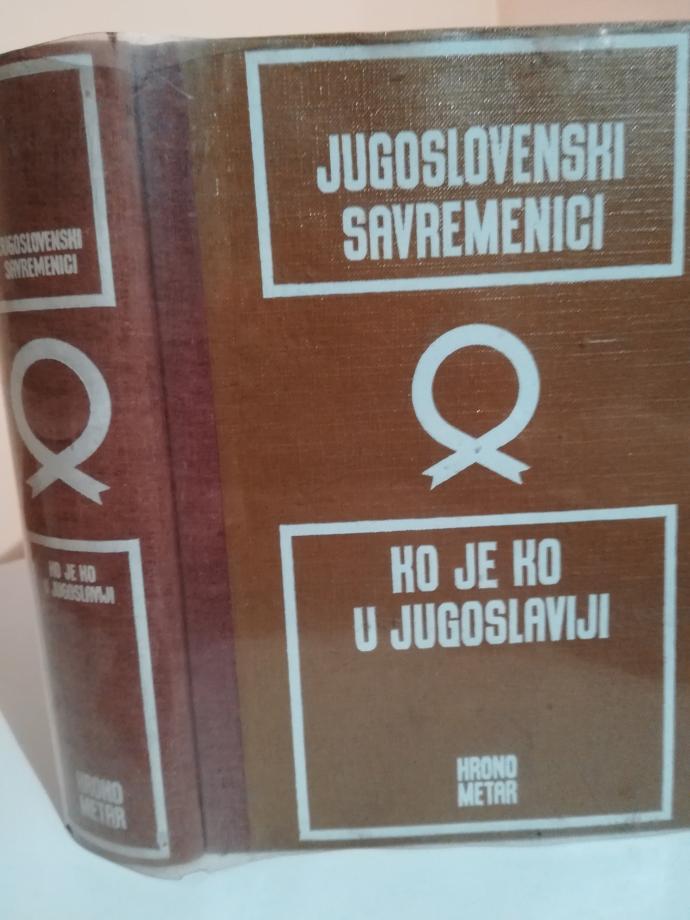 JUGOSLOVENSKI
SAVREMENICI
KO JE KO
U JUGOSLAVIJI
HRONO
METAR
JUGOSLOVENSKI
SAVREMENICI
KO JE KO
U JUGOSLAVIJI
HRONO
METAR